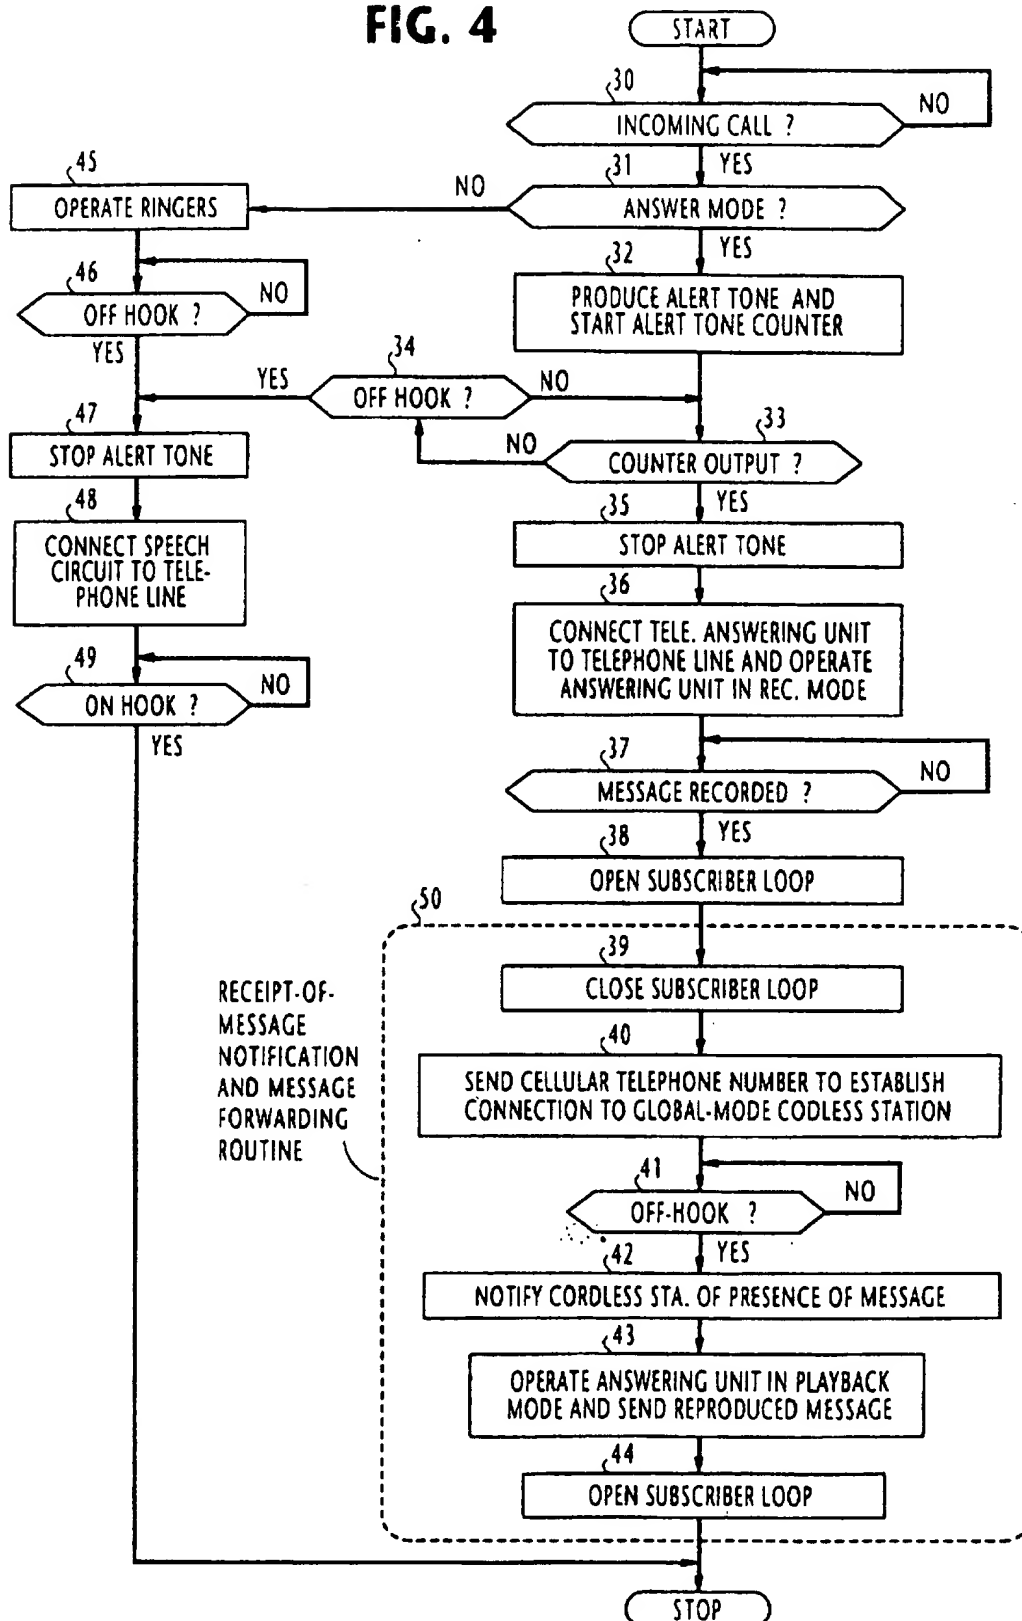 FIG. 4
START
30
INCOMING CALL ?
NO
YES
31
ANSWER MODE ?
NO
YES
45
OPERATE RINGERS
46
OFF HOOK ?
NO
YES
32
PRODUCE ALERT TONE AND
START ALERT TONE COUNTER
34
OFF HOOK ?
YES
NO
33
COUNTER OUTPUT ?
NO
YES
47
STOP ALERT TONE
48
CONNECT SPEECH
CIRCUIT TO TELE-
PHONE LINE
49
ON HOOK ?
NO
YES
35
STOP ALERT TONE
36
CONNECT TELE. ANSWERING UNIT
TO TELEPHONE LINE AND OPERATE
ANSWERING UNIT IN REC. MODE
37
MESSAGE RECORDED ?
NO
YES
38
OPEN SUBSCRIBER LOOP
50
RECEIPT-OF-
MESSAGE
NOTIFICATION
AND MESSAGE
FORWARDING
ROUTINE
39
CLOSE SUBSCRIBER LOOP
40
SEND CELLULAR TELEPHONE NUMBER TO ESTABLISH
CONNECTION TO GLOBAL-MODE CODLESS STATION
41
OFF-HOOK ?
NO
YES
42
NOTIFY CORDLESS STA. OF PRESENCE OF MESSAGE
43
OPERATE ANSWERING UNIT IN PLAYBACK
MODE AND SEND REPRODUCED MESSAGE
44
OPEN SUBSCRIBER LOOP
STOP